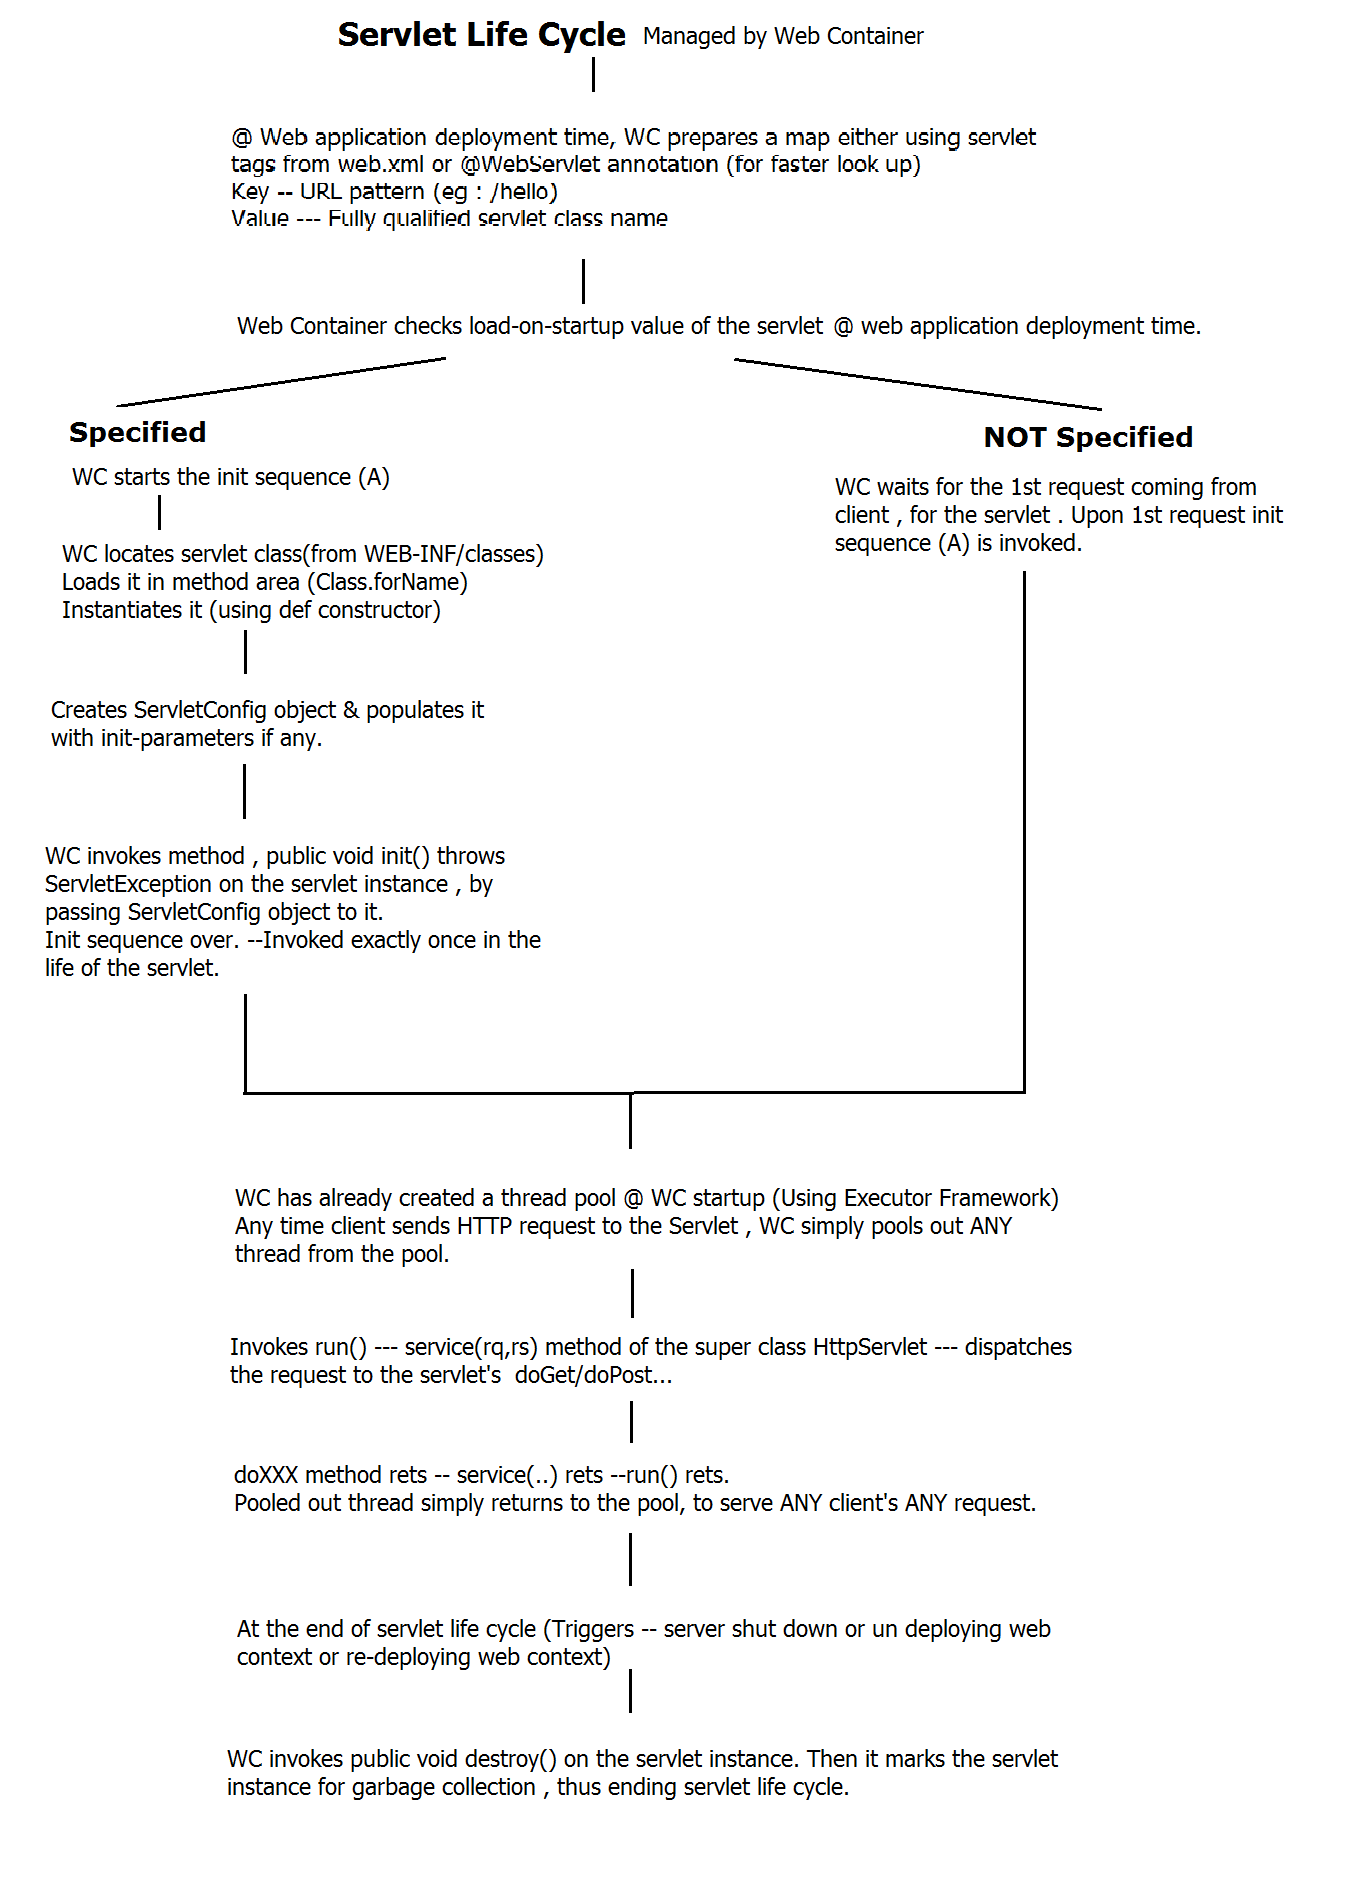 Servlet Life Cycle Managed by Web Container
@ Web application deployment time, WC prepares a map either using servlet
tags from web.xml or @WebServlet annotation (for faster look up)
Key -- URL pattern (eg : /hello)
Value --- Fully qualified servlet class name
Web Container checks load-on-startup value of the servlet @ web application deployment time.
Specified
WC starts the init sequence (A)
WC locates servlet class(from WEB-INF/classes)
Loads it in method area (Class.forName)
Instantiates it (using def constructor)
Creates ServletConfig object & populates it
with init-parameters if any.
WC invokes method , public void init() throws
ServletException on the servlet instance , by
passing ServletConfig object to it.
Init sequence over. --Invoked exactly once in the
life of the servlet.
NOT Specified
WC waits for the 1st request coming from
client , for the servlet . Upon 1st request init
sequence (A) is invoked.
WC has already created a thread pool @ WC startup (Using Executor Framework)
Any time client sends HTTP request to the Servlet , WC simply pools out ANY
thread from the pool.
Invokes run() --- service(rq,rs) method of the super class HttpServlet --- dispatches
the request to the servlet's doGet/doPost...
doXXX method rets -- service(..) rets --run() rets.
Pooled out thread simply returns to the pool, to serve ANY client's ANY request.
At the end of servlet life cycle (Triggers -- server shut down or un deploying web
context or re-deploying web context)
WC invokes public void destroy() on the servlet instance. Then it marks the servlet
instance for garbage collection , thus ending servlet life cycle.